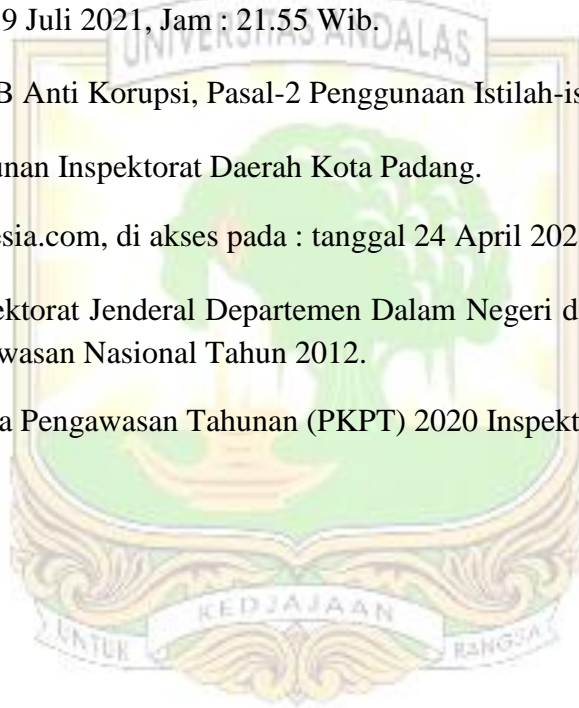 9 Juli 2021, Jam : 21.55 Wib.
UNIVERSITAS ANDALAS
B Anti Korupsi, Pasal-2 Penggunaan Istilah-is
unan Inspektorat Daerah Kota Padang.
esia.com, di akses pada : tanggal 24 April 202
ektorat Jenderal Departemen Dalam Negeri d
wasan Nasional Tahun 2012.
a Pengawasan Tahunan (PKPT) 2020 Inspekt
KEDJAJAAN
UNTUK BANGSA